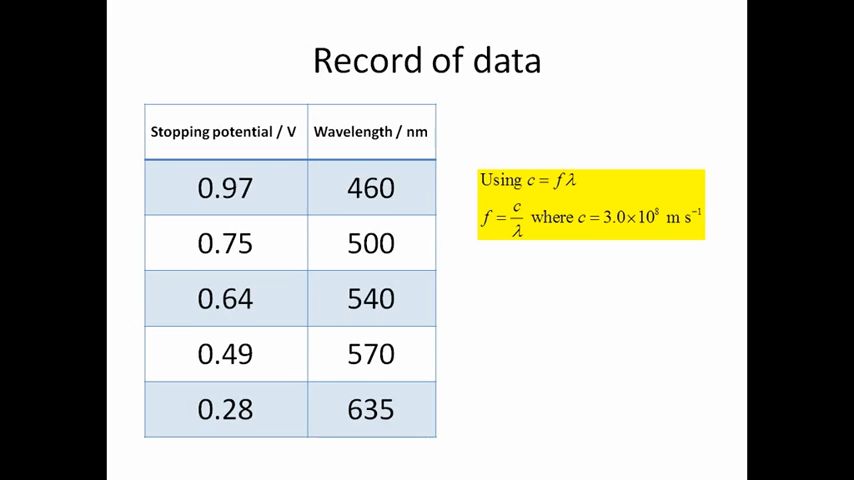 Record of data
Stopping potential / V Wavelength / nm
0.97 460
0.75 500
0.64 540
0.49 570
0.28 635
Using c = fλ
f = c/λ where c = 3.0×10⁸ m s⁻¹